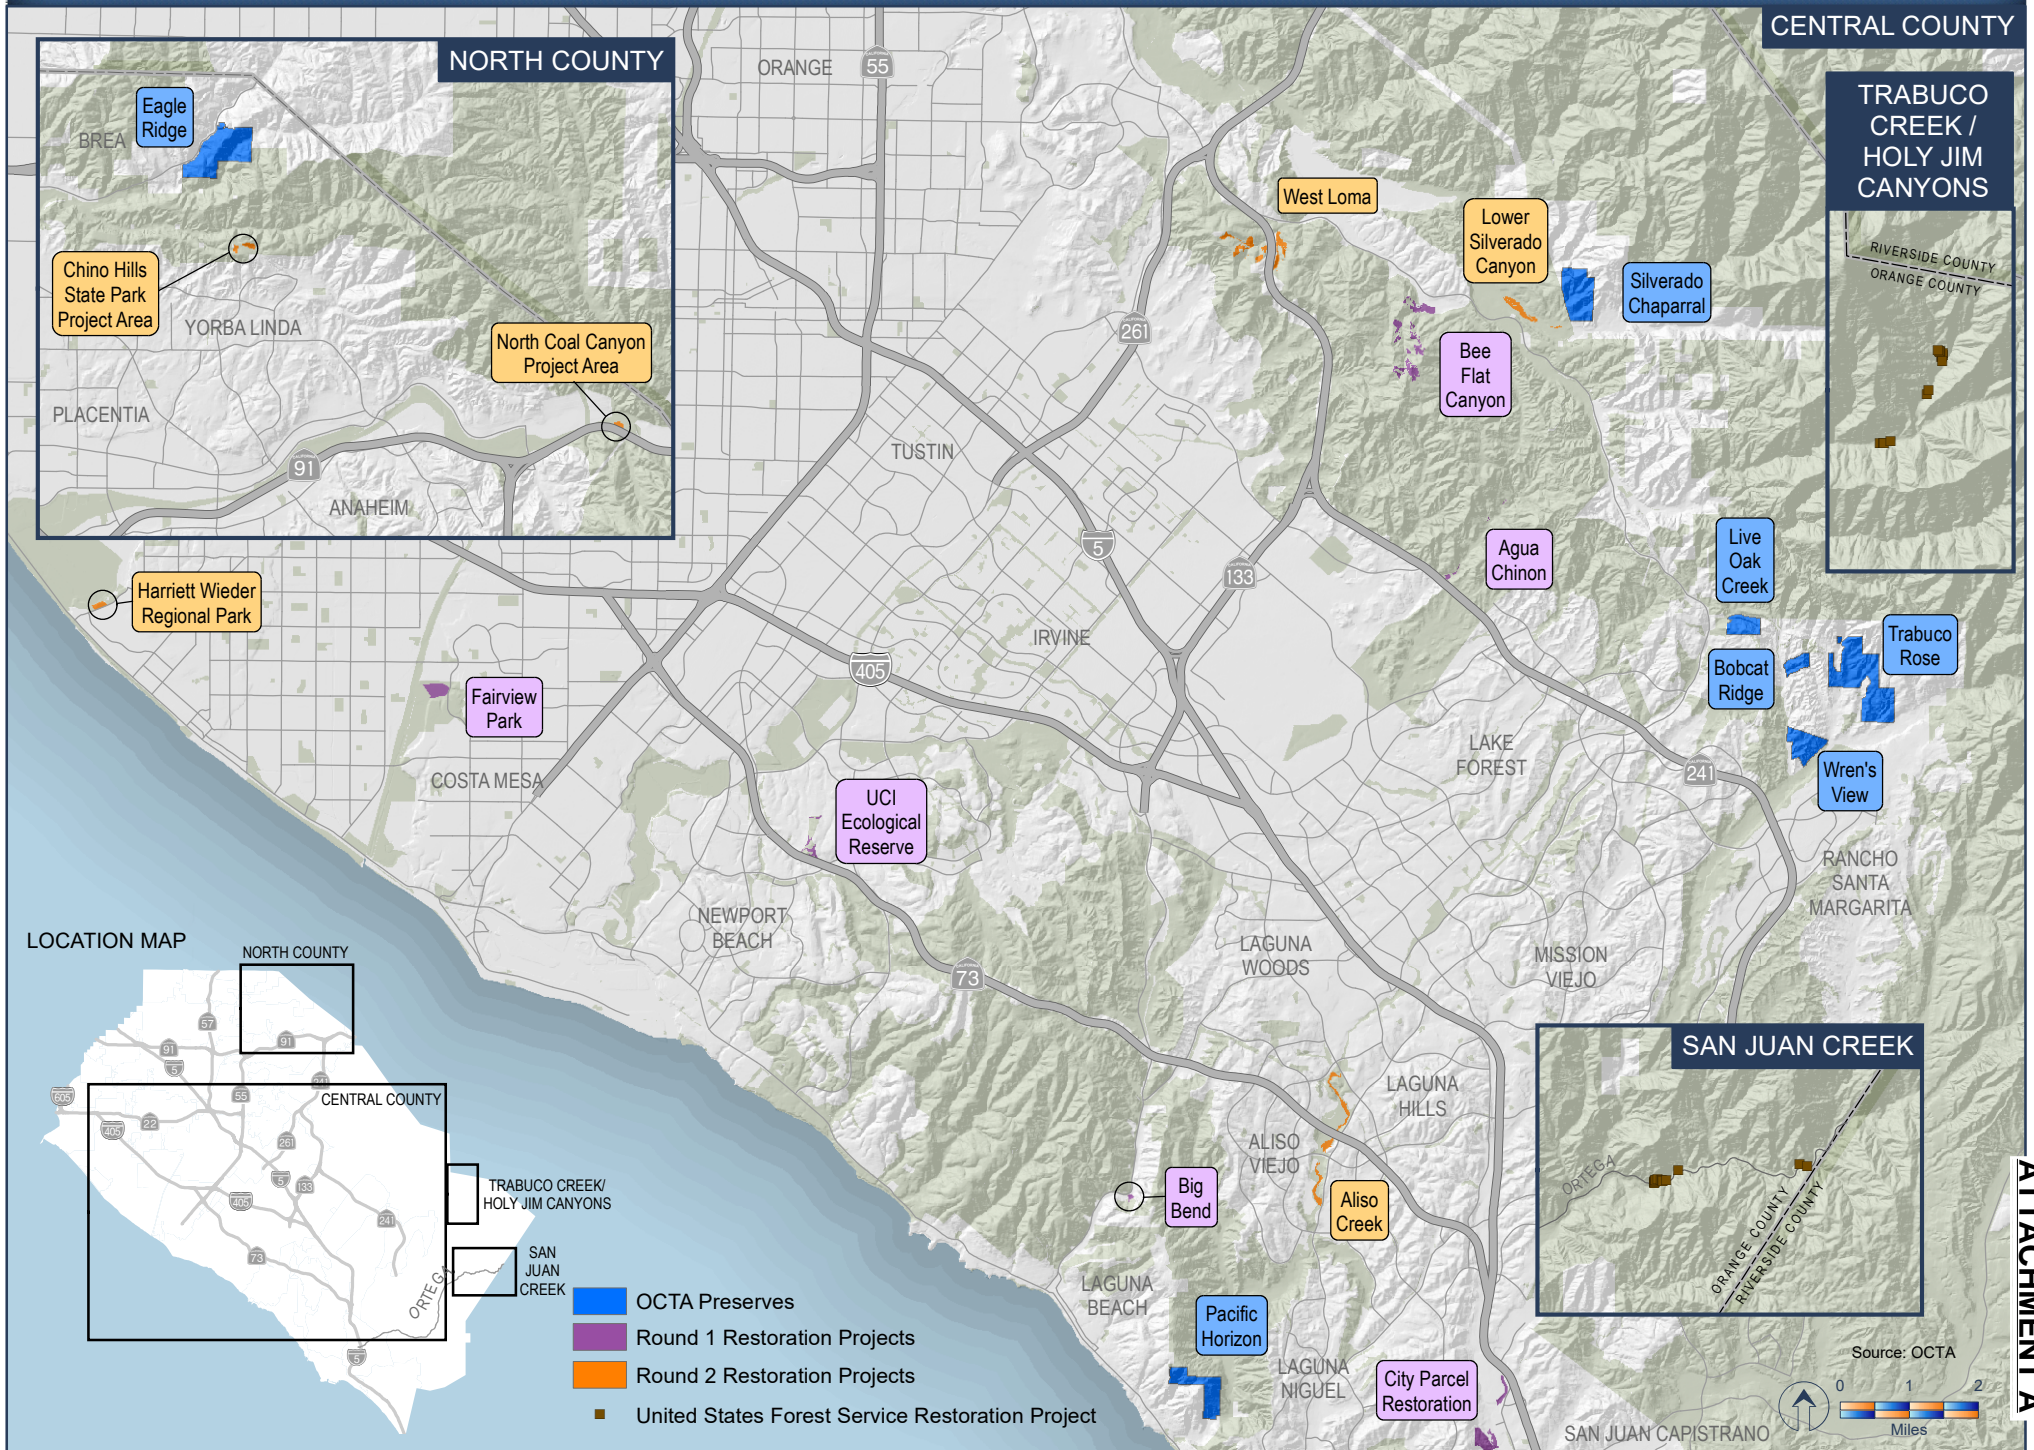 CENTRAL COUNTY
NORTH COUNTY
Eagle
Ridge
BREA
Chino Hills
State Park
Project Area
YORBA LINDA
North Coal Canyon
Project Area
PLACENTIA
CALIFORNIA
91
ANAHEIM
ORANGE
CALIFORNIA
55
TRABUCO
CREEK /
HOLY JIM
CANYONS
RIVERSIDE COUNTY
ORANGE COUNTY
West Loma
Lower
Silverado
Canyon
Silverado
Chaparral
CALIFORNIA
261
Bee
Flat
Canyon
TUSTIN
5
CALIFORNIA
133
Agua
Chinon
Live
Oak
Creek
Harriett Wieder
Regional Park
IRVINE
405
Trabuco
Rose
Bobcat
Ridge
Fairview
Park
COSTA MESA
LAKE
FOREST
CALIFORNIA
241
Wren's
View
UCI
Ecological
Reserve
RANCHO
SANTA
MARGARITA
NEWPORT
BEACH
CALIFORNIA
73
LAGUNA
WOODS
MISSION
VIEJO
LOCATION MAP
NORTH COUNTY
57
91
91
5
241
55
605
CENTRAL COUNTY
22
405
261
5
133
405
241
73
TRABUCO CREEK/
HOLY JIM CANYONS
SAN
JUAN
CREEK
ORTEGA
5
SAN JUAN CREEK
ORTEGA
ORANGE COUNTY
RIVERSIDE COUNTY
LAGUNA
HILLS
ALISO
VIEJO
Big
Bend
Aliso
Creek
LAGUNA
BEACH
Pacific
Horizon
LAGUNA
NIGUEL
City Parcel
Restoration
SAN JUAN CAPISTRANO
OCTA Preserves
Round 1 Restoration Projects
Round 2 Restoration Projects
United States Forest Service Restoration Project
Source: OCTA
0 1 2
Miles
ATTACHMENT A